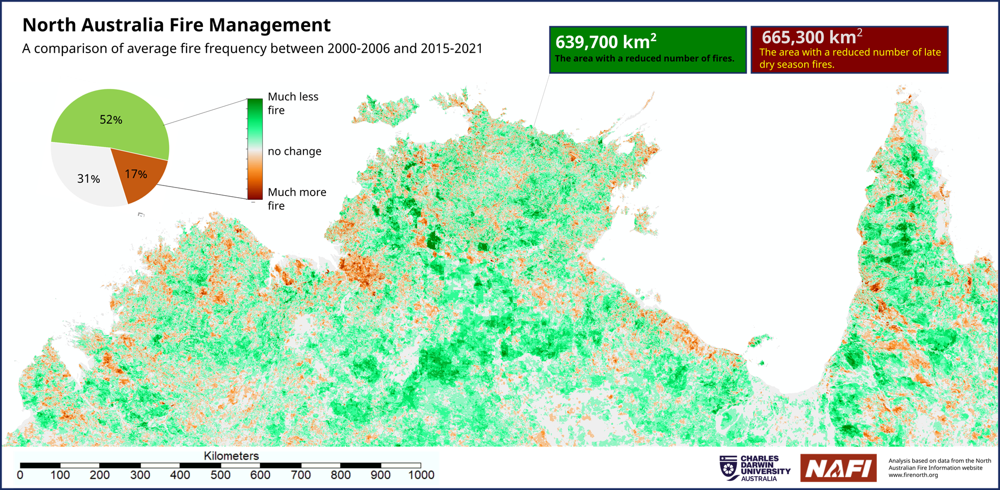 North Australia Fire Management
A comparison of average fire frequency between 2000-2006 and 2015-2021
639,700 km²
The area with a reduced number of fires.
665,300 km²
The area with a reduced number of late
dry season fires.
52%
31%
17%
Much less
fire
no change
Much more
fire
Kilometers
0 100 200 300 400 500 600 700 800 900 1000
CHARLES
DARWIN
UNIVERSITY
AUSTRALIA
NAFI
Analysis based on data from the North
Australian Fire Information website
www.firenorth.org